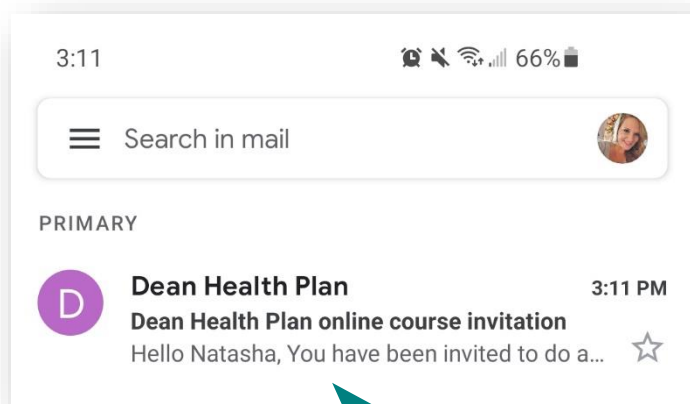 3:11 66%
Search in mail
PRIMARY
D
Dean Health Plan 3:11 PM
Dean Health Plan online course invitation
Hello Natasha, You have been invited to do a...